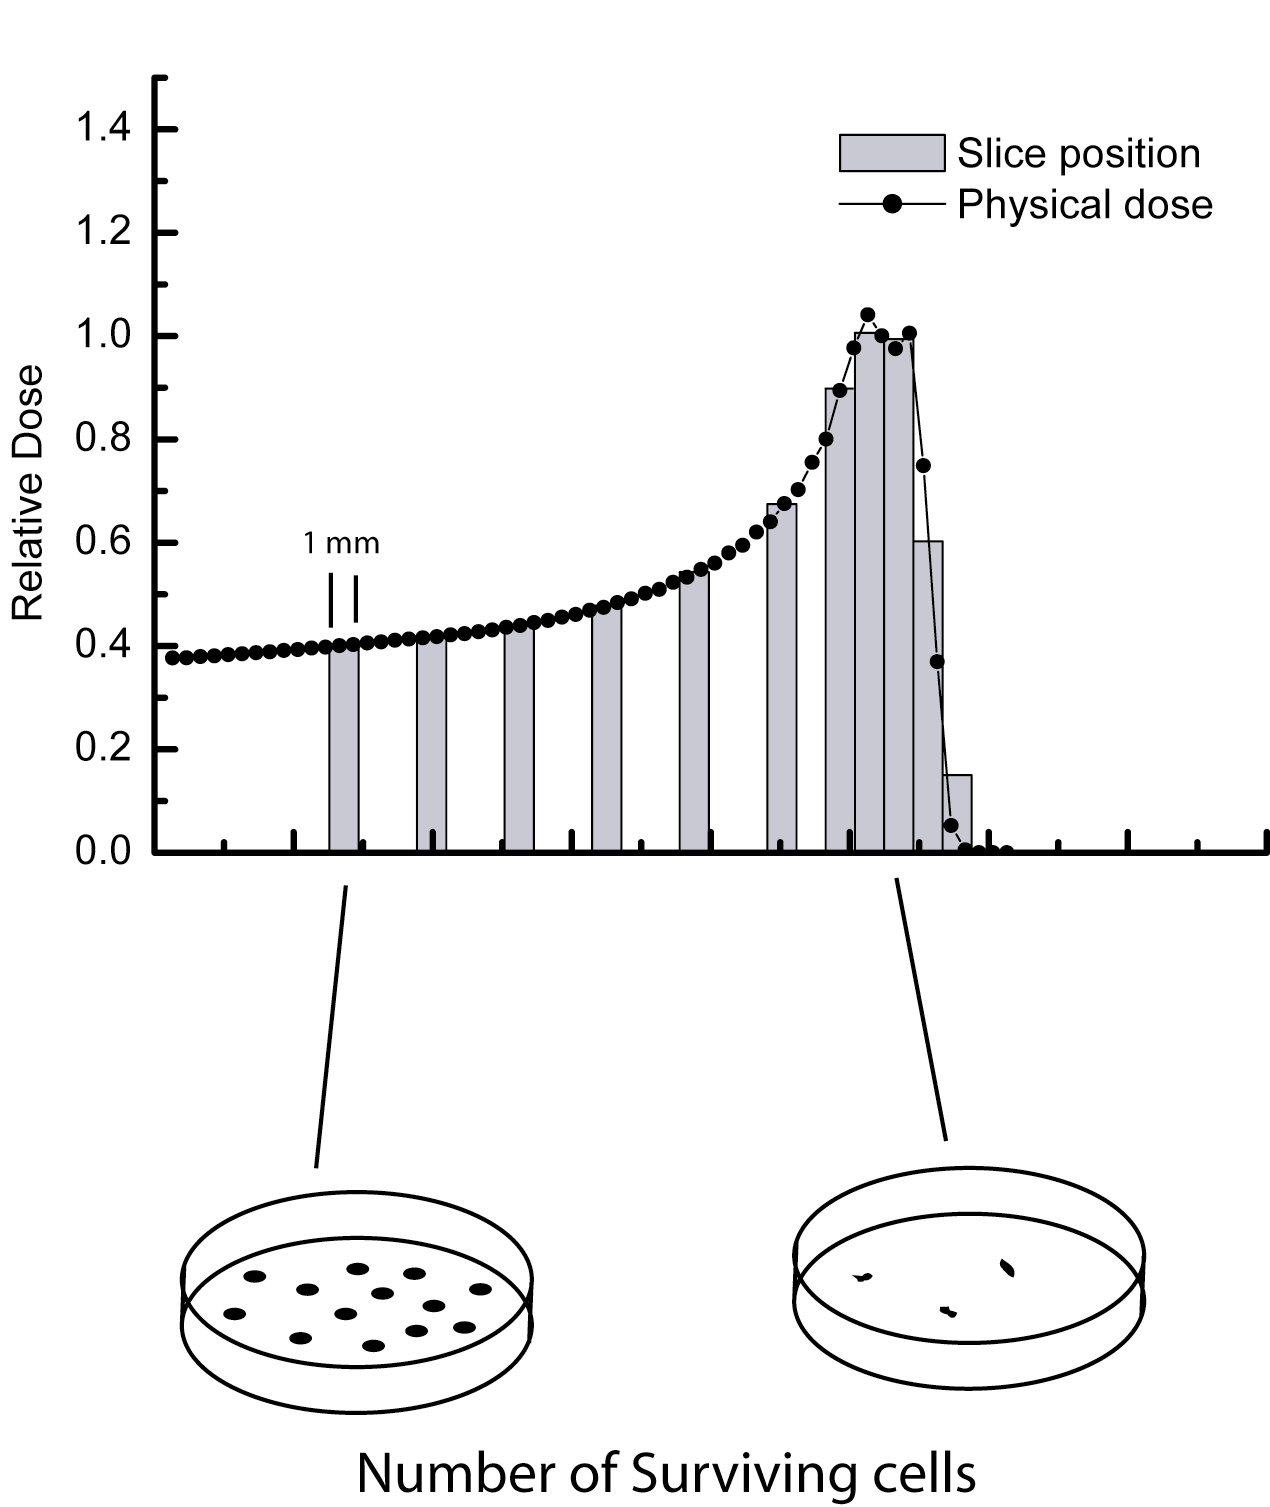 1.4
1.2
1.0
0.8
0.6
0.4
0.2
0.0
Relative Dose
Slice position
Physical dose
1 mm
Number of Surviving cells